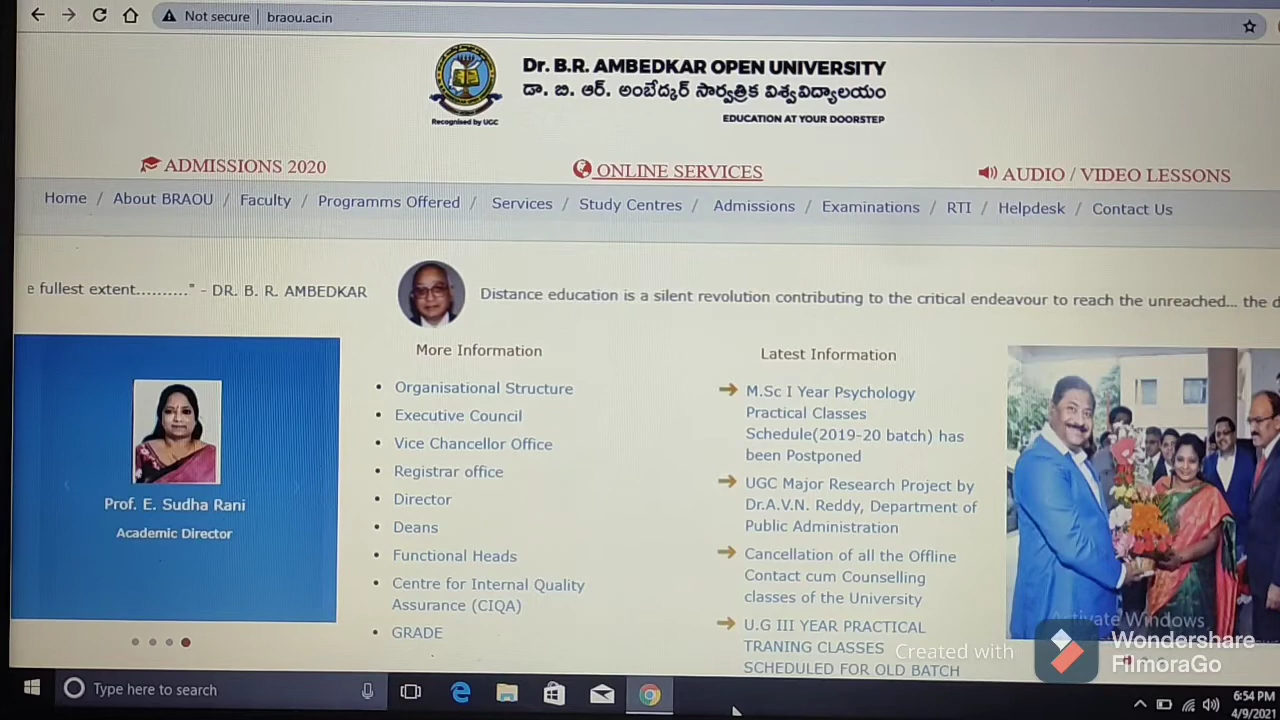 Not secure | braou.ac.in
Dr. B.R. AMBEDKAR OPEN UNIVERSITY
డా. బి. ఆర్. అంబేద్కర్ సార్వత్రిక విశ్వవిద్యాలయం
Recognised by UGC
EDUCATION AT YOUR DOORSTEP
ADMISSIONS 2020
ONLINE SERVICES
AUDIO / VIDEO LESSONS
Home / About BRAOU / Faculty / Programms Offered / Services / Study Centres / Admissions / Examinations / RTI / Helpdesk / Contact Us
e fullest extent.........." - DR. B. R. AMBEDKAR
Distance education is a silent revolution contributing to the critical endeavour to reach the unreached... the d
Prof. E. Sudha Rani
Academic Director
More Information
Organisational Structure
Executive Council
Vice Chancellor Office
Registrar office
Director
Deans
Functional Heads
Centre for Internal Quality
Assurance (CIQA)
GRADE
Latest Information
M.Sc I Year Psychology
Practical Classes
Schedule(2019-20 batch) has
been Postponed
UGC Major Research Project by
Dr.A.V.N. Reddy, Department of
Public Administration
Cancellation of all the Offline
Contact cum Counselling
classes of the University
U.G III YEAR PRACTICAL
TRANING CLASSES
SCHEDULED FOR OLD BATCH
Activate Windows
Created with
Wondershare
FilmoraGo
Type here to search
6:54 PM
4/9/2021